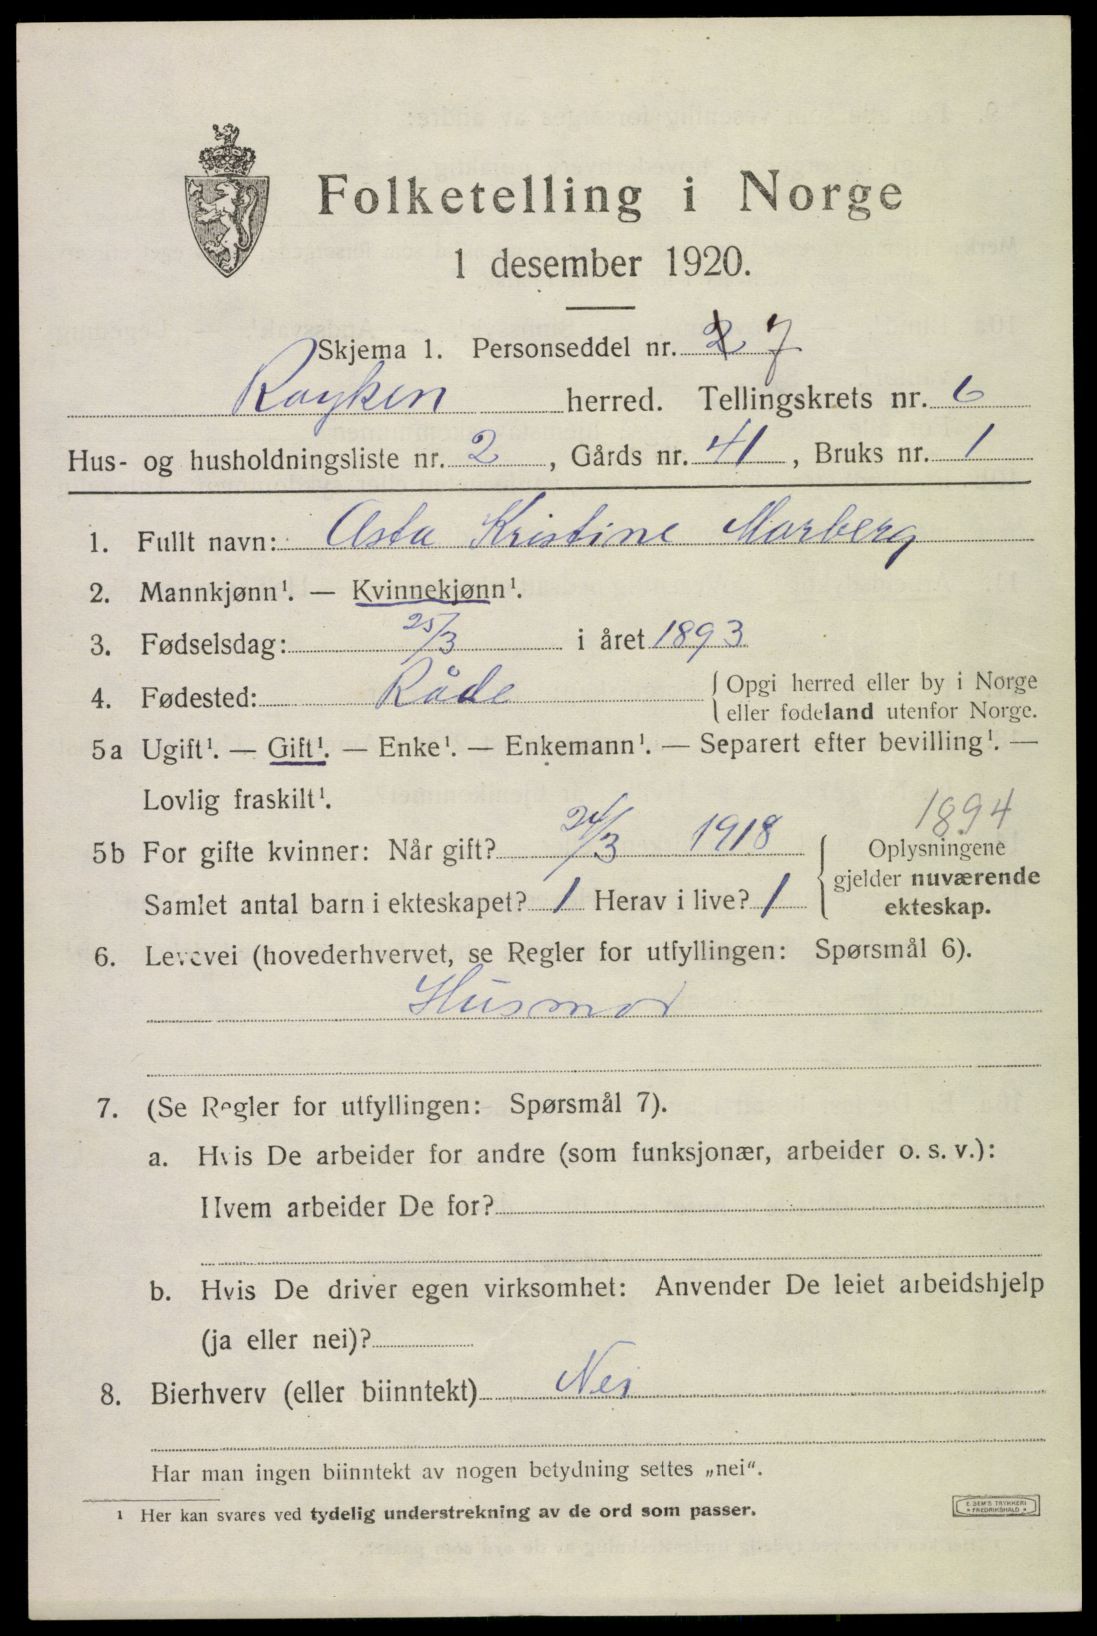 Folketelling i Norge
1 desember 1920.
Skjema 1. Personseddel nr. 2 7
Røyken herred. Tellingskrets nr. 6
Hus- og husholdningsliste nr. 2, Gårds nr. 41, Bruks nr. 1
1. Fullt navn: Asta Kristine Marberg
2. Mannkjønn¹. — Kvinnekjønn¹.
3. Fødselsdag: 25/3 i året 1893
4. Fødested: Råde { Opgi herred eller by i Norge
eller fødeland utenfor Norge.
5a Ugift¹. — Gift¹. — Enke¹. — Enkemann¹. — Separert efter bevilling¹. —
Lovlig fraskilt¹.
1894
5b For gifte kvinner: Når gift? 24/3 1918
Samlet antal barn i ekteskapet? 1 Herav i live? 1
{ Oplysningene
gjelder nuværende
ekteskap.
6. Levevei (hovederhvervet, se Regler for utfyllingen: Spørsmål 6).
Husmor
7. (Se Regler for utfyllingen: Spørsmål 7).
a. Hvis De arbeider for andre (som funksjonær, arbeider o. s. v.):
Hvem arbeider De for?
b. Hvis De driver egen virksomhet: Anvender De leiet arbeidshjelp
(ja eller nei)?
8. Bierhverv (eller biinntekt) Nei
Har man ingen biinntekt av nogen betydning settes „nei“.
¹ Her kan svares ved tydelig understrekning av de ord som passer.
E. SEM'S TRYKKERI
FREDRIKSHALD